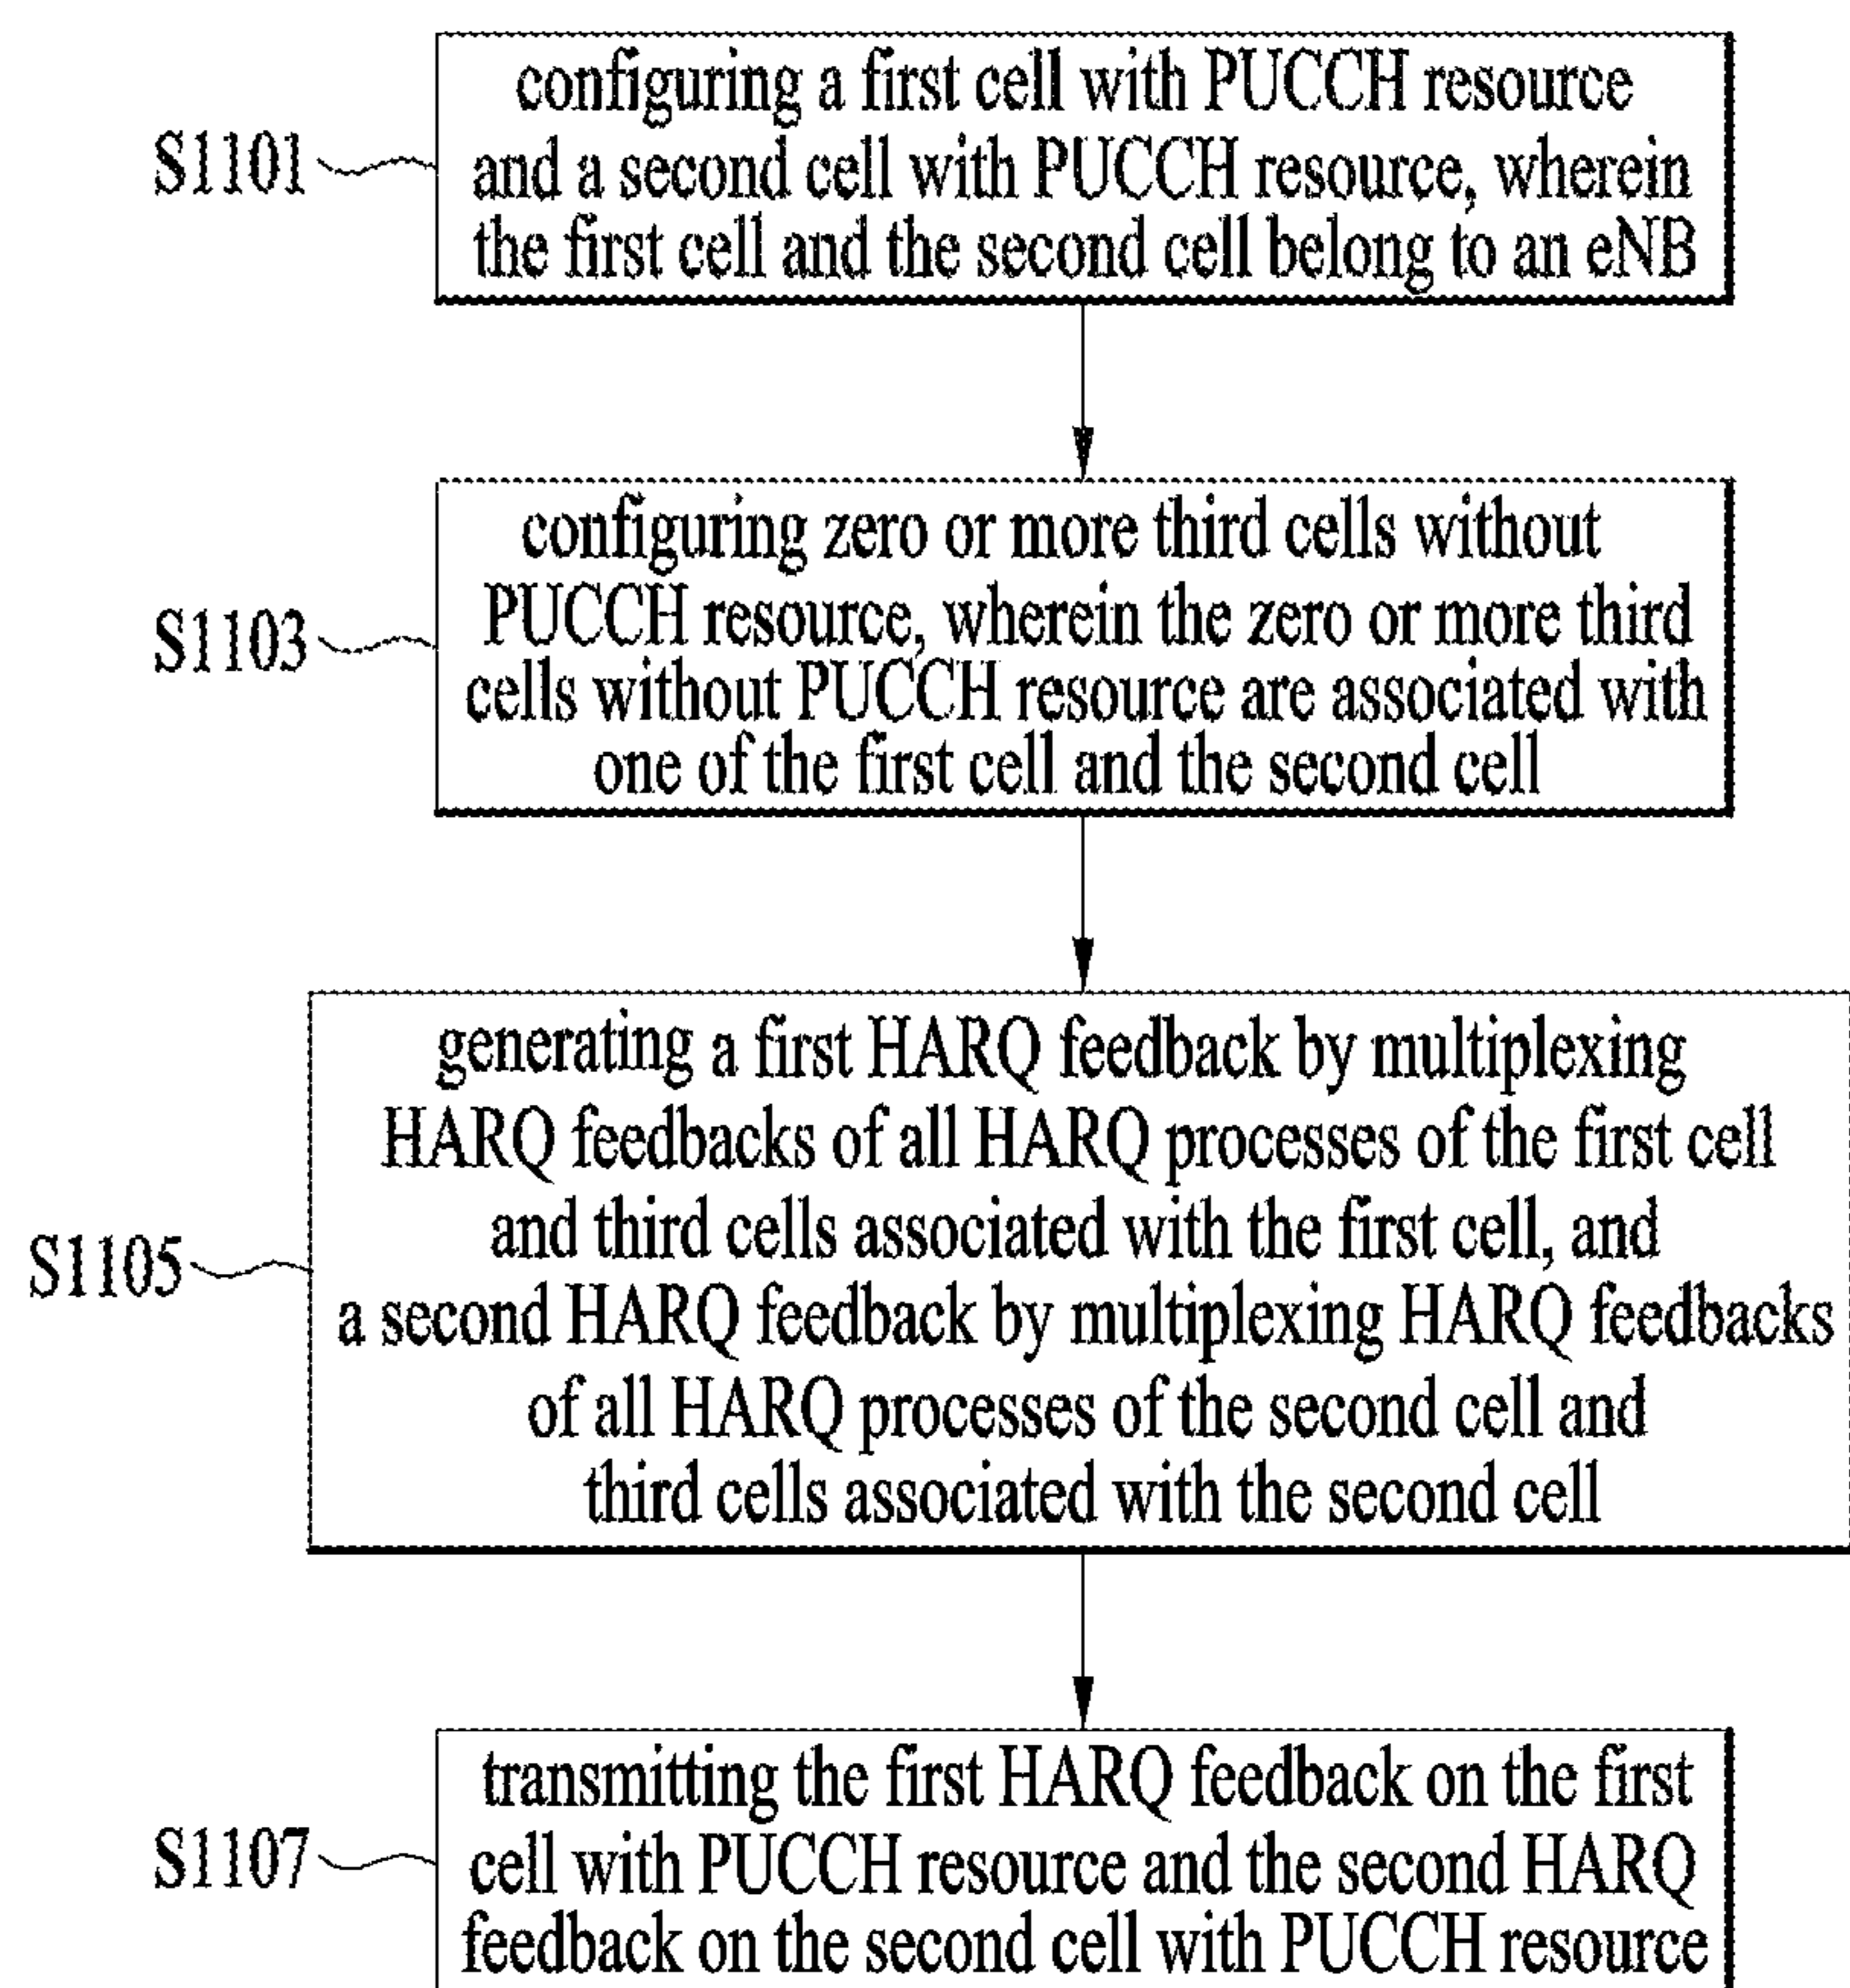 configuring a first cell with PUCCH resource
and a second cell with PUCCH resource, wherein
the first cell and the second cell belong to an eNB
S1101
configuring zero or more third cells without
PUCCH resource, wherein the zero or more third
cells without PUCCH resource are associated with
one of the first cell and the second cell
S1103
generating a first HARQ feedback by multiplexing
HARQ feedbacks of all HARQ processes of the first cell
and third cells associated with the first cell, and
a second HARQ feedback by multiplexing HARQ feedbacks
of all HARQ processes of the second cell and
third cells associated with the second cell
S1105
transmitting the first HARQ feedback on the first
cell with PUCCH resource and the second HARQ
feedback on the second cell with PUCCH resource
S1107